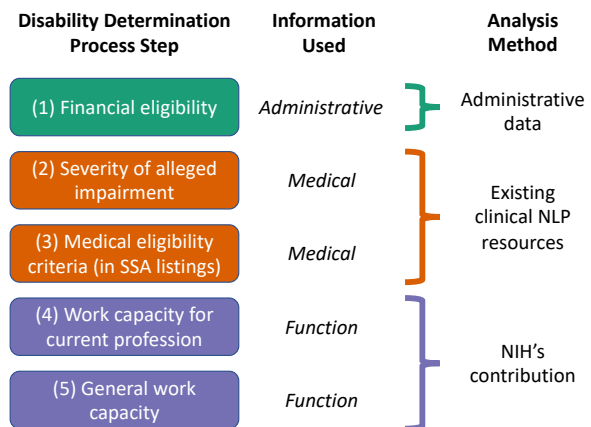 Disability Determination
Process Step
Information
Used
Analysis
Method
(1) Financial eligibility
Administrative
Administrative
data
(2) Severity of alleged
impairment
Medical
Existing
clinical NLP
resources
(3) Medical eligibility
criteria (in SSA listings)
Medical
(4) Work capacity for
current profession
Function
NIH’s
contribution
(5) General work
capacity
Function